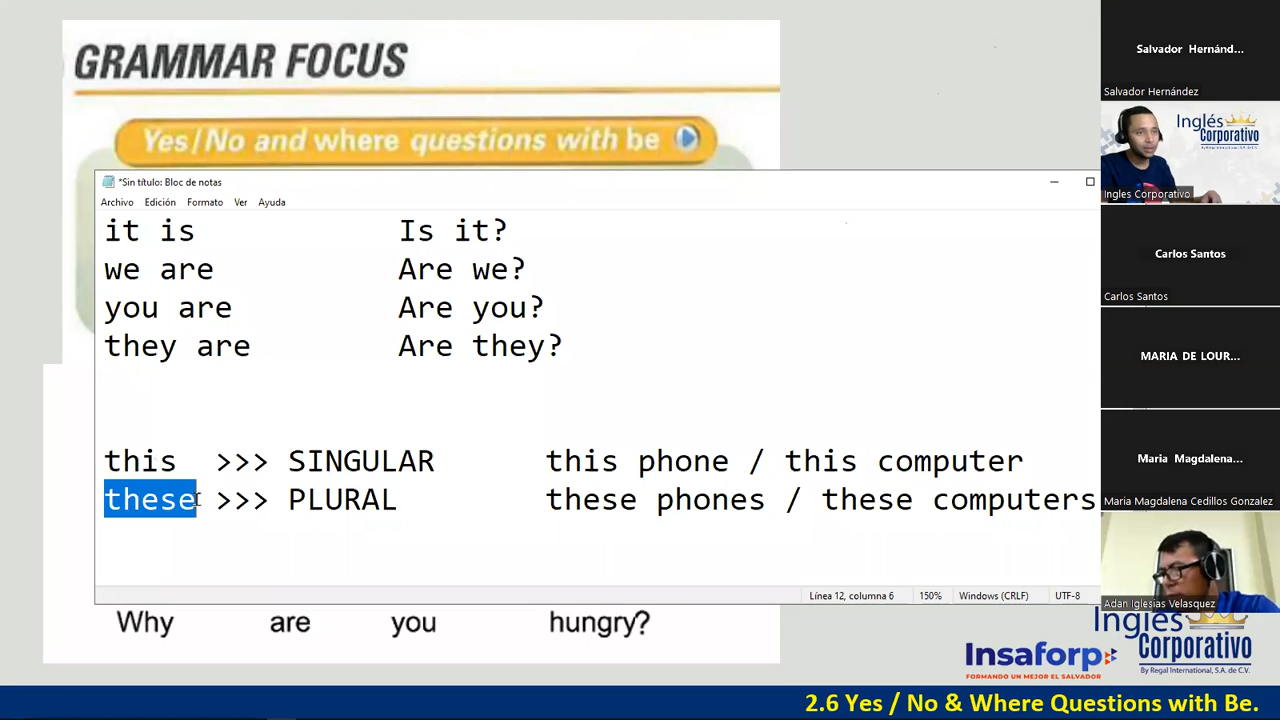 GRAMMAR FOCUS
Yes/No and where questions with be
*Sin título: Bloc de notas
Archivo Edición Formato Ver Ayuda
it is Is it?
we are Are we?
you are Are you?
they are Are they?
this >>> SINGULAR this phone / this computer
these >>> PLURAL these phones / these computers
Línea 12, columna 6 150% Windows (CRLF) UTF-8
Why are you hungry?
Salvador Hernánd...
Salvador Hernández
Inglés
Corporativo
By Regal International, S.A. de C.V.
Ingles Corporativo
Carlos Santos
Carlos Santos
MARIA DE LOUR...
Maria Magdalena...
Maria Magdalena Cedillos Gonzalez
Adan Iglesias Velasquez
Insaforp
FORMANDO UN MEJOR EL SALVADOR
Inglés
Corporativo
By Regal International, S.A. de C.V.
2.6 Yes / No & Where Questions with Be.